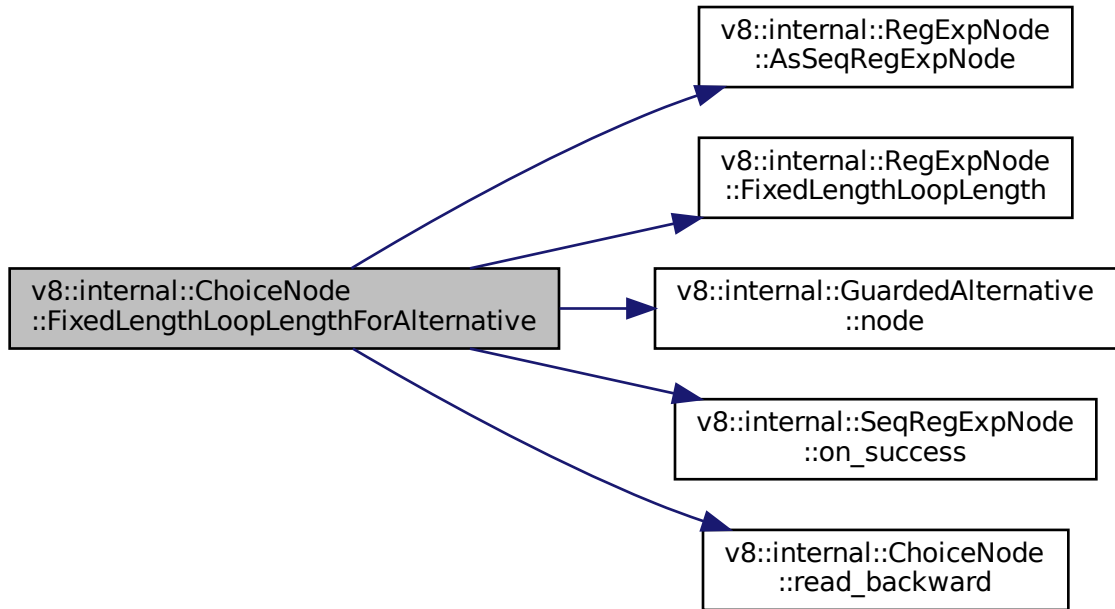 v8::internal::RegExpNode
::AsSeqRegExpNode
v8::internal::RegExpNode
::FixedLengthLoopLength
v8::internal::ChoiceNode
::FixedLengthLoopLengthForAlternative
v8::internal::GuardedAlternative
::node
v8::internal::SeqRegExpNode
::on_success
v8::internal::ChoiceNode
::read_backward